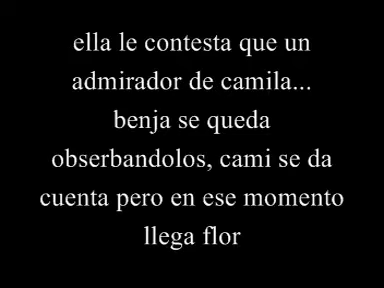 ella le contesta que un
admirador de camila...
benja se queda
obserbandolos, cami se da
cuenta pero en ese momento
llega flor